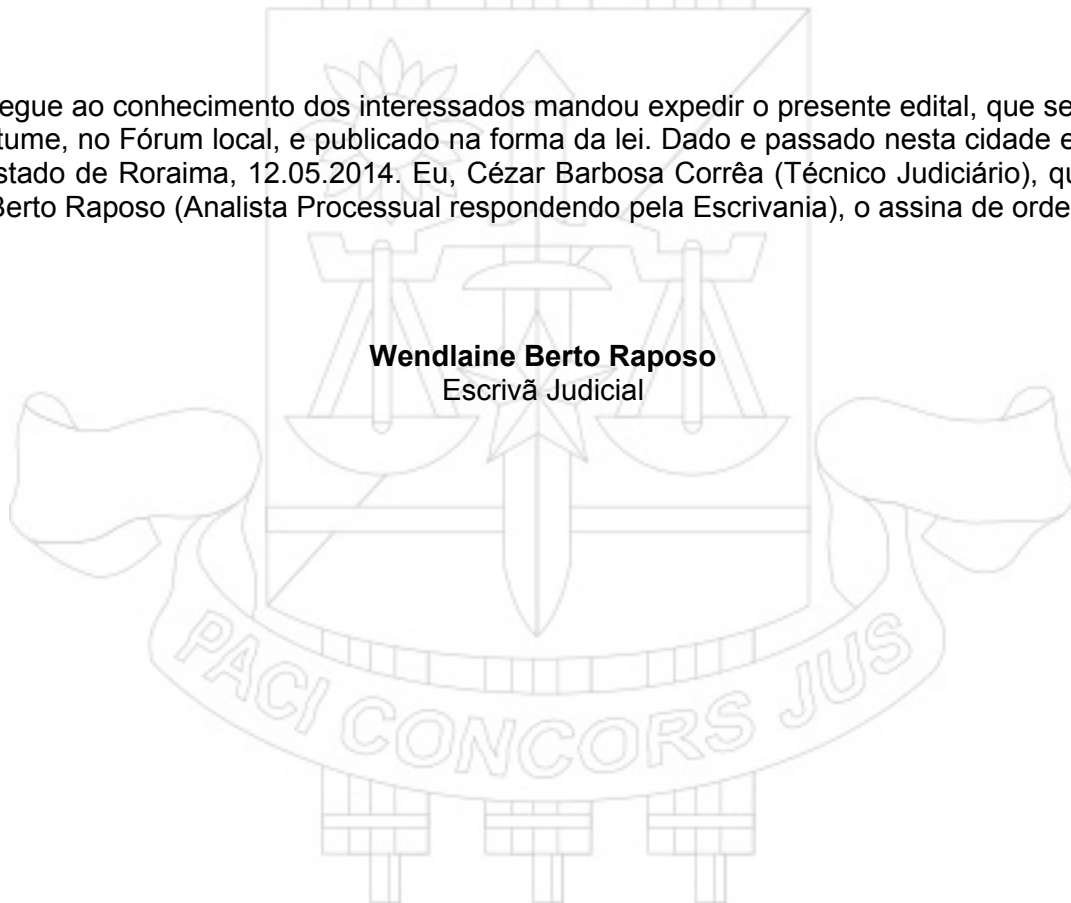 egue ao conhecimento dos interessados mandou expedir o presente edital, que se
tume, no Fórum local, e publicado na forma da lei. Dado e passado nesta cidade e
stado de Roraima, 12.05.2014. Eu, Cézar Barbosa Corrêa (Técnico Judiciário), qu
Berto Raposo (Analista Processual respondendo pela Escrivania), o assina de orde
Wendlaine Berto Raposo
Escrivã Judicial
PACI CONCORS JUS